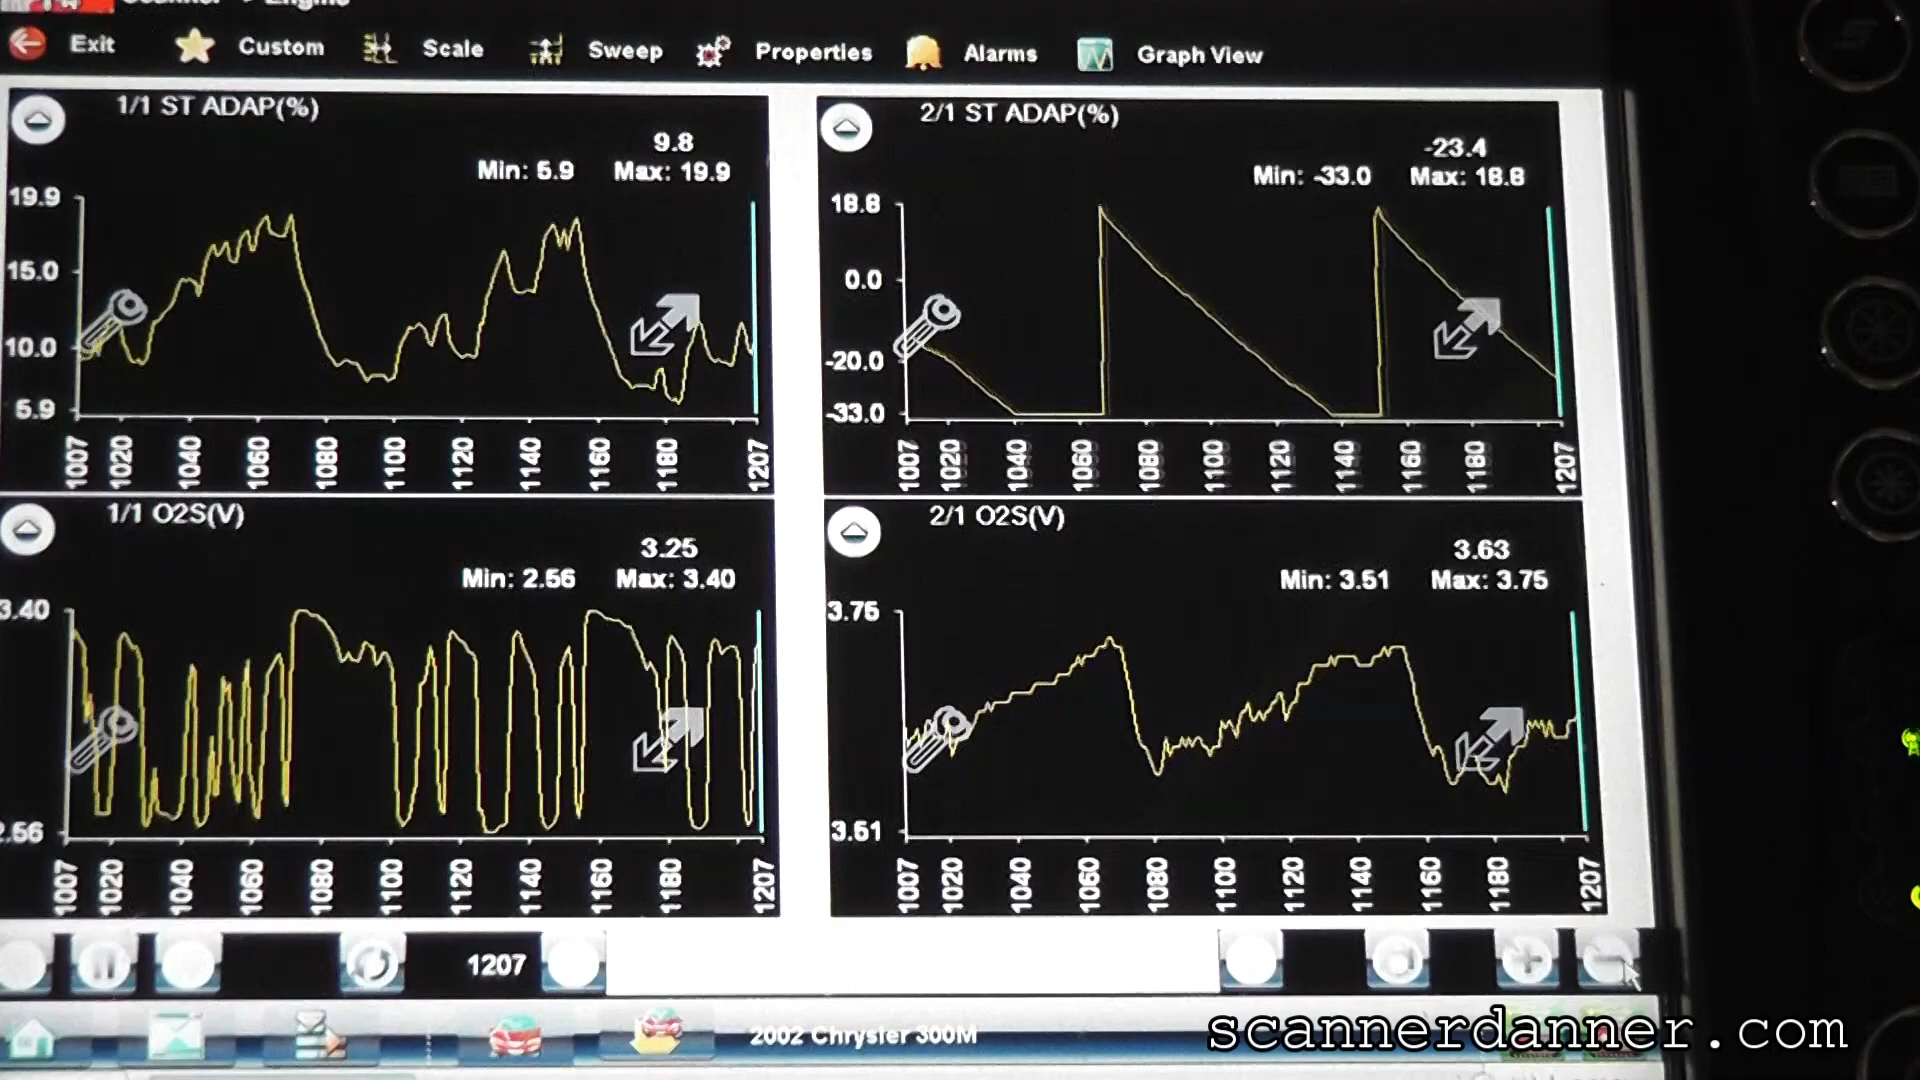 Scanner > Engine
Exit Custom Scale Sweep Properties Alarms Graph View
1/1 ST ADAP(%)
9.8
Min: 5.9 Max: 19.9
19.9
15.0
10.0
5.9
1007 1020 1040 1060 1080 1100 1120 1140 1160 1180 1207
2/1 ST ADAP(%)
-23.4
Min: -33.0 Max: 18.8
18.8
0.0
-20.0
-33.0
1007 1020 1040 1060 1080 1100 1120 1140 1160 1180 1207
1/1 O2S(V)
3.25
Min: 2.56 Max: 3.40
3.40
2.56
1007 1020 1040 1060 1080 1100 1120 1140 1160 1180 1207
2/1 O2S(V)
3.63
Min: 3.51 Max: 3.75
3.75
3.51
1007 1020 1040 1060 1080 1100 1120 1140 1160 1180 1207
1207
2002 Chrysler 300M
scannerdanner.com